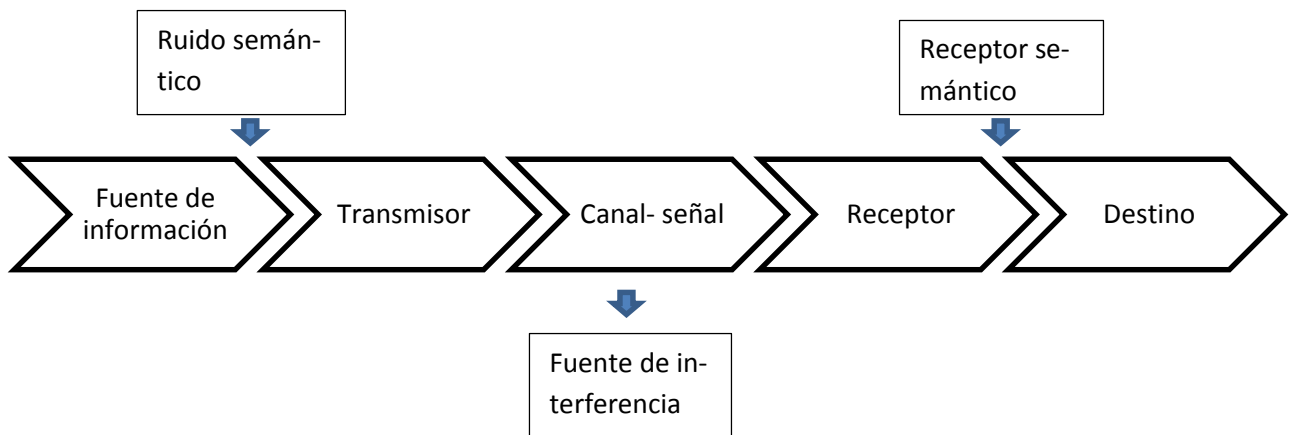 Ruido semán-
tico
Receptor se-
mántico
Fuente de
información
Transmisor
Canal- señal
Receptor
Destino
Fuente de in-
terferencia